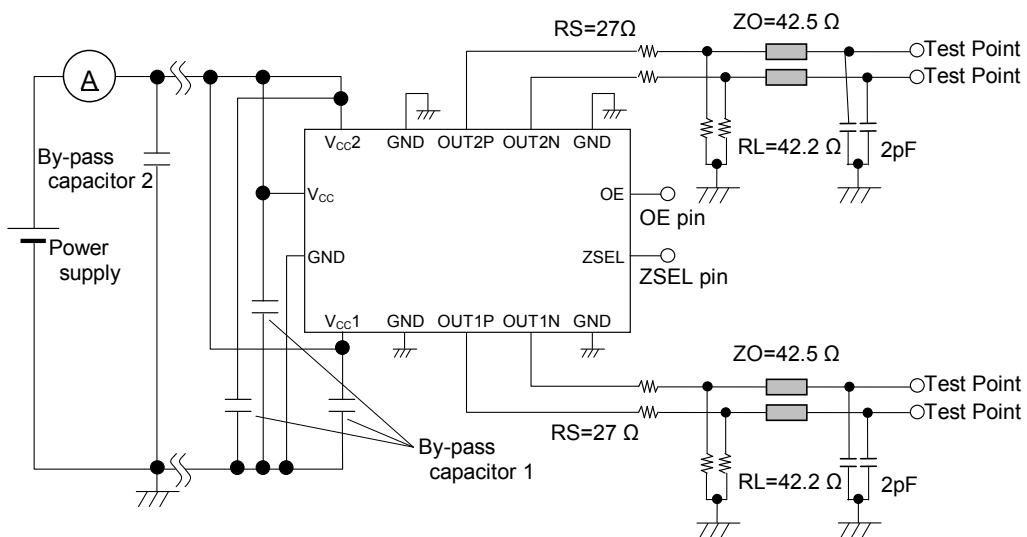 RS=27Ω
ZO=42.5 Ω
Test Point
Test Point
A
By-pass
capacitor 2
VCC2
GND
OUT2P
OUT2N
GND
RL=42.2 Ω
2pF
VCC
OE
OE pin
Power
supply
GND
ZSEL
ZSEL pin
VCC1
GND
OUT1P
OUT1N
GND
ZO=42.5 Ω
Test Point
Test Point
RS=27 Ω
By-pass
capacitor 1
RL=42.2 Ω
2pF